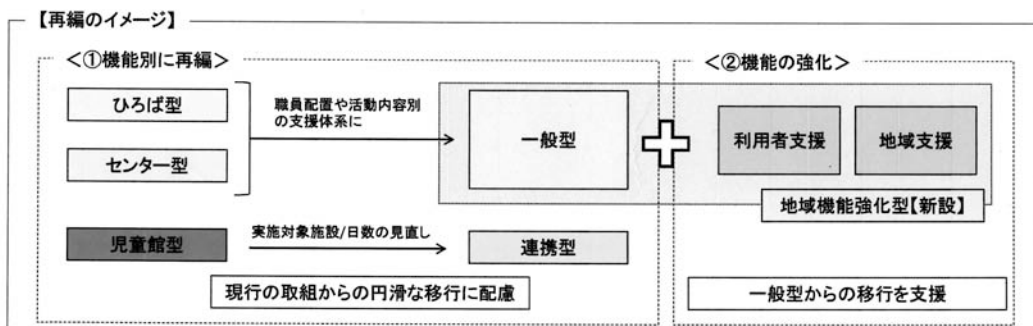 【再編のイメージ】
＜①機能別に再編＞
ひろば型
センター型
職員配置や活動内容別
の支援体系に
一般型
児童館型
実施対象施設/日数の見直し
連携型
現行の取組からの円滑な移行に配慮
＜②機能の強化＞
利用者支援
地域支援
地域機能強化型【新設】
一般型からの移行を支援